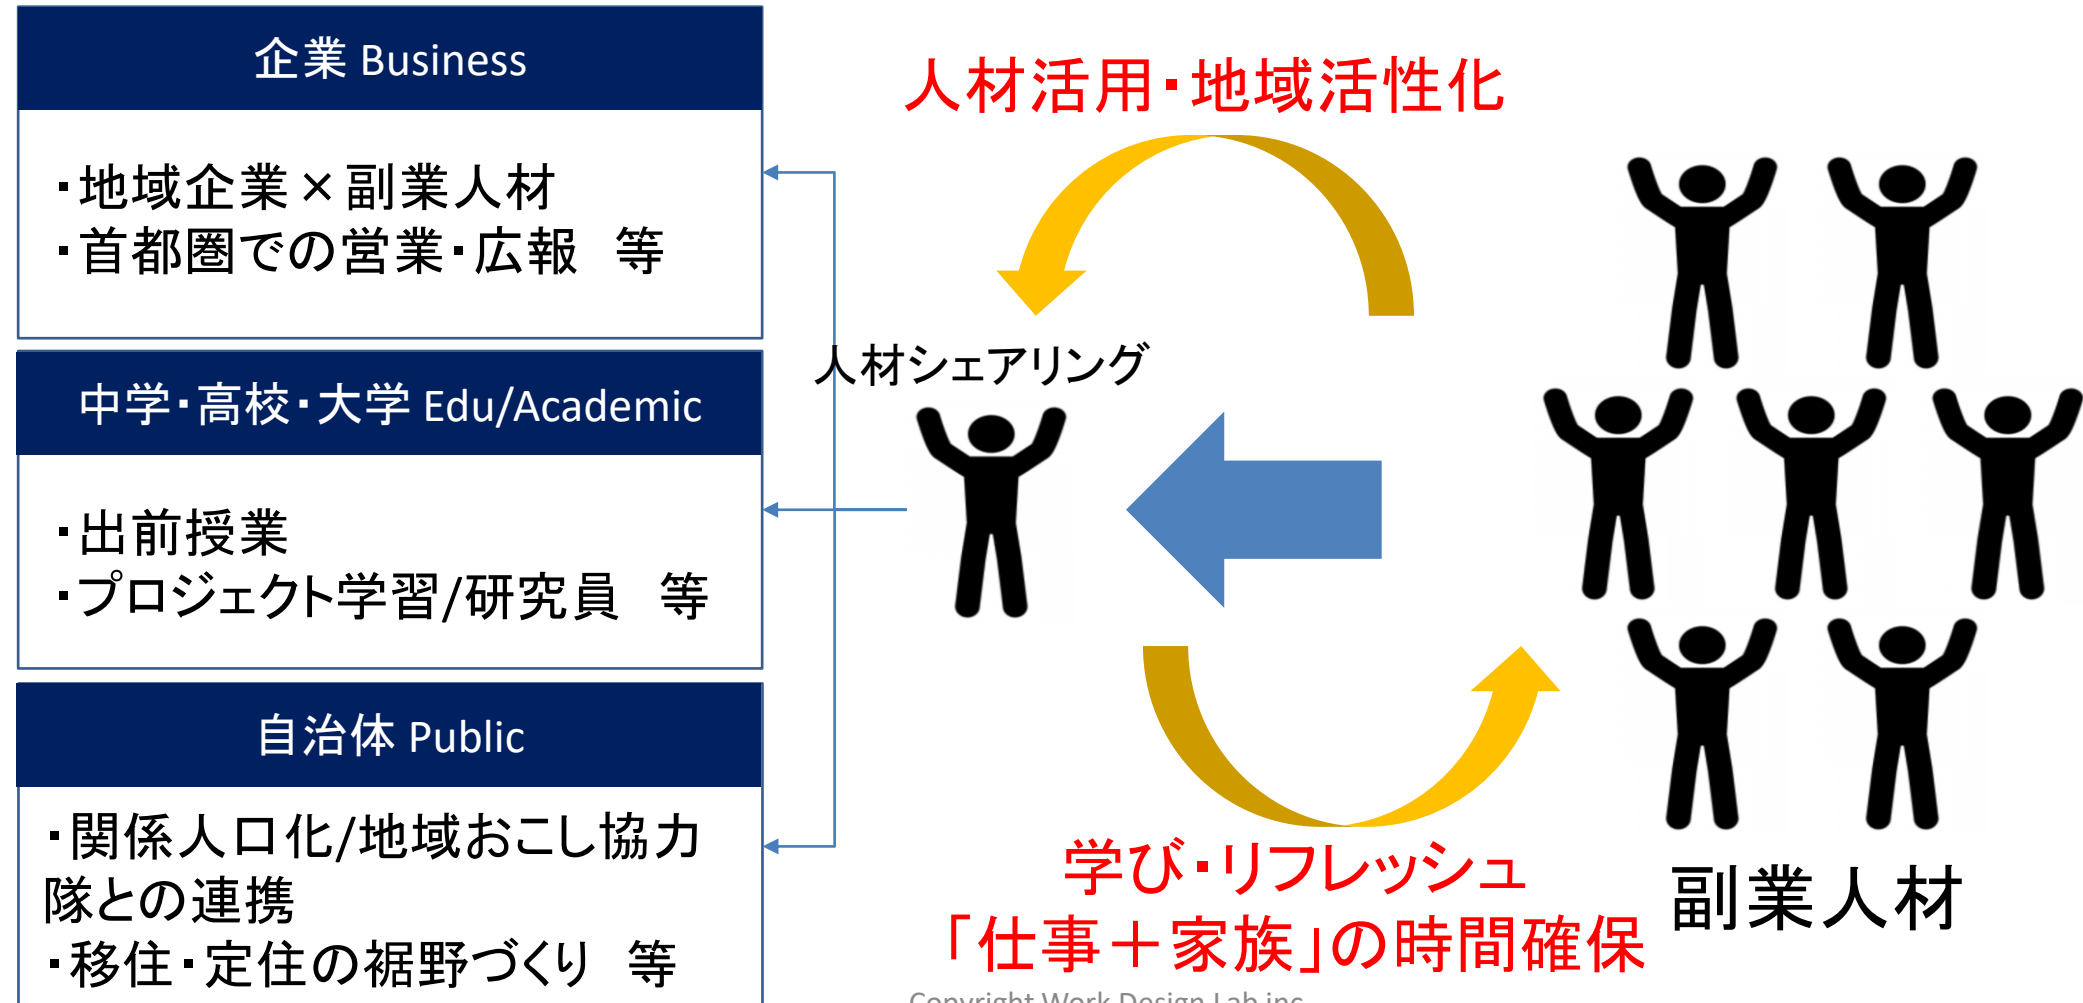 企業 Business
・地域企業×副業人材
・首都圏での営業・広報　等
中学・高校・大学 Edu/Academic
・出前授業
・プロジェクト学習/研究員　等
自治体 Public
・関係人口化/地域おこし協力
隊との連携
・移住・定住の裾野づくり　等
人材活用・地域活性化
人材シェアリング
学び・リフレッシュ
「仕事＋家族」の時間確保
副業人材
Copyright Work Design Lab inc